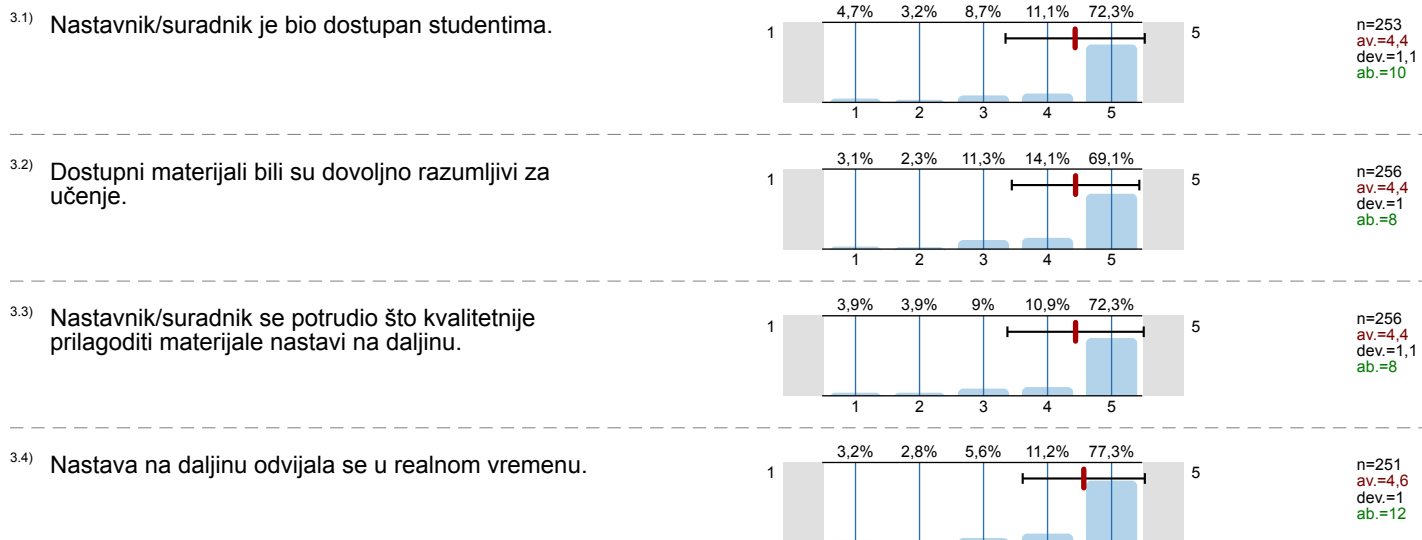 3.1) Nastavnik/suradnik je bio dostupan studentima.
4,7% 3,2% 8,7% 11,1% 72,3%
1 5
n=253
av.=4,4
dev.=1,1
ab.=10
1 2 3 4 5
3.2) Dostupni materijali bili su dovoljno razumljivi za
učenje.
3,1% 2,3% 11,3% 14,1% 69,1%
1 5
n=256
av.=4,4
dev.=1
ab.=8
1 2 3 4 5
3.3) Nastavnik/suradnik se potrudio što kvalitetnije
prilagoditi materijale nastavi na daljinu.
3,9% 3,9% 9% 10,9% 72,3%
1 5
n=256
av.=4,4
dev.=1,1
ab.=8
1 2 3 4 5
3.4) Nastava na daljinu odvijala se u realnom vremenu.
3,2% 2,8% 5,6% 11,2% 77,3%
1 5
n=251
av.=4,6
dev.=1
ab.=12